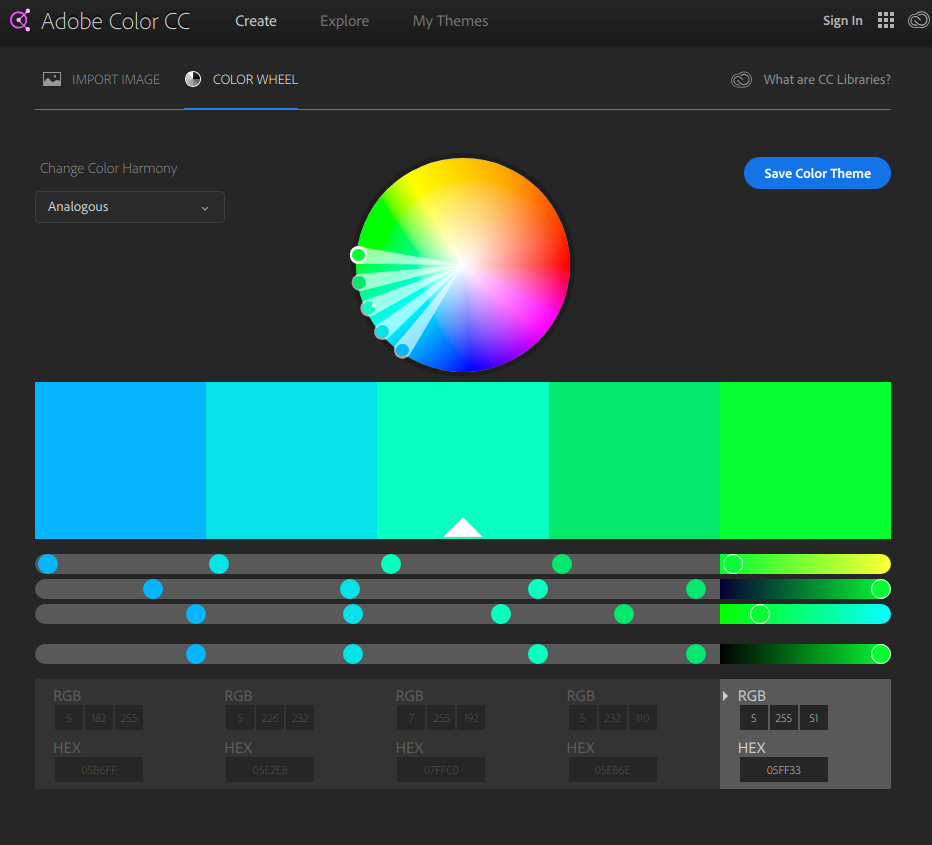 Adobe Color CC Create Explore My Themes Sign In
IMPORT IMAGE COLOR WHEEL What are CC Libraries?
Change Color Harmony
Save Color Theme
Analogous
RGB RGB RGB RGB RGB
5 182 255 5 226 232 7 255 192 5 232 110 5 255 51
HEX HEX HEX HEX HEX
05B6FF 05E2E8 07FFC0 05E86E 05FF33